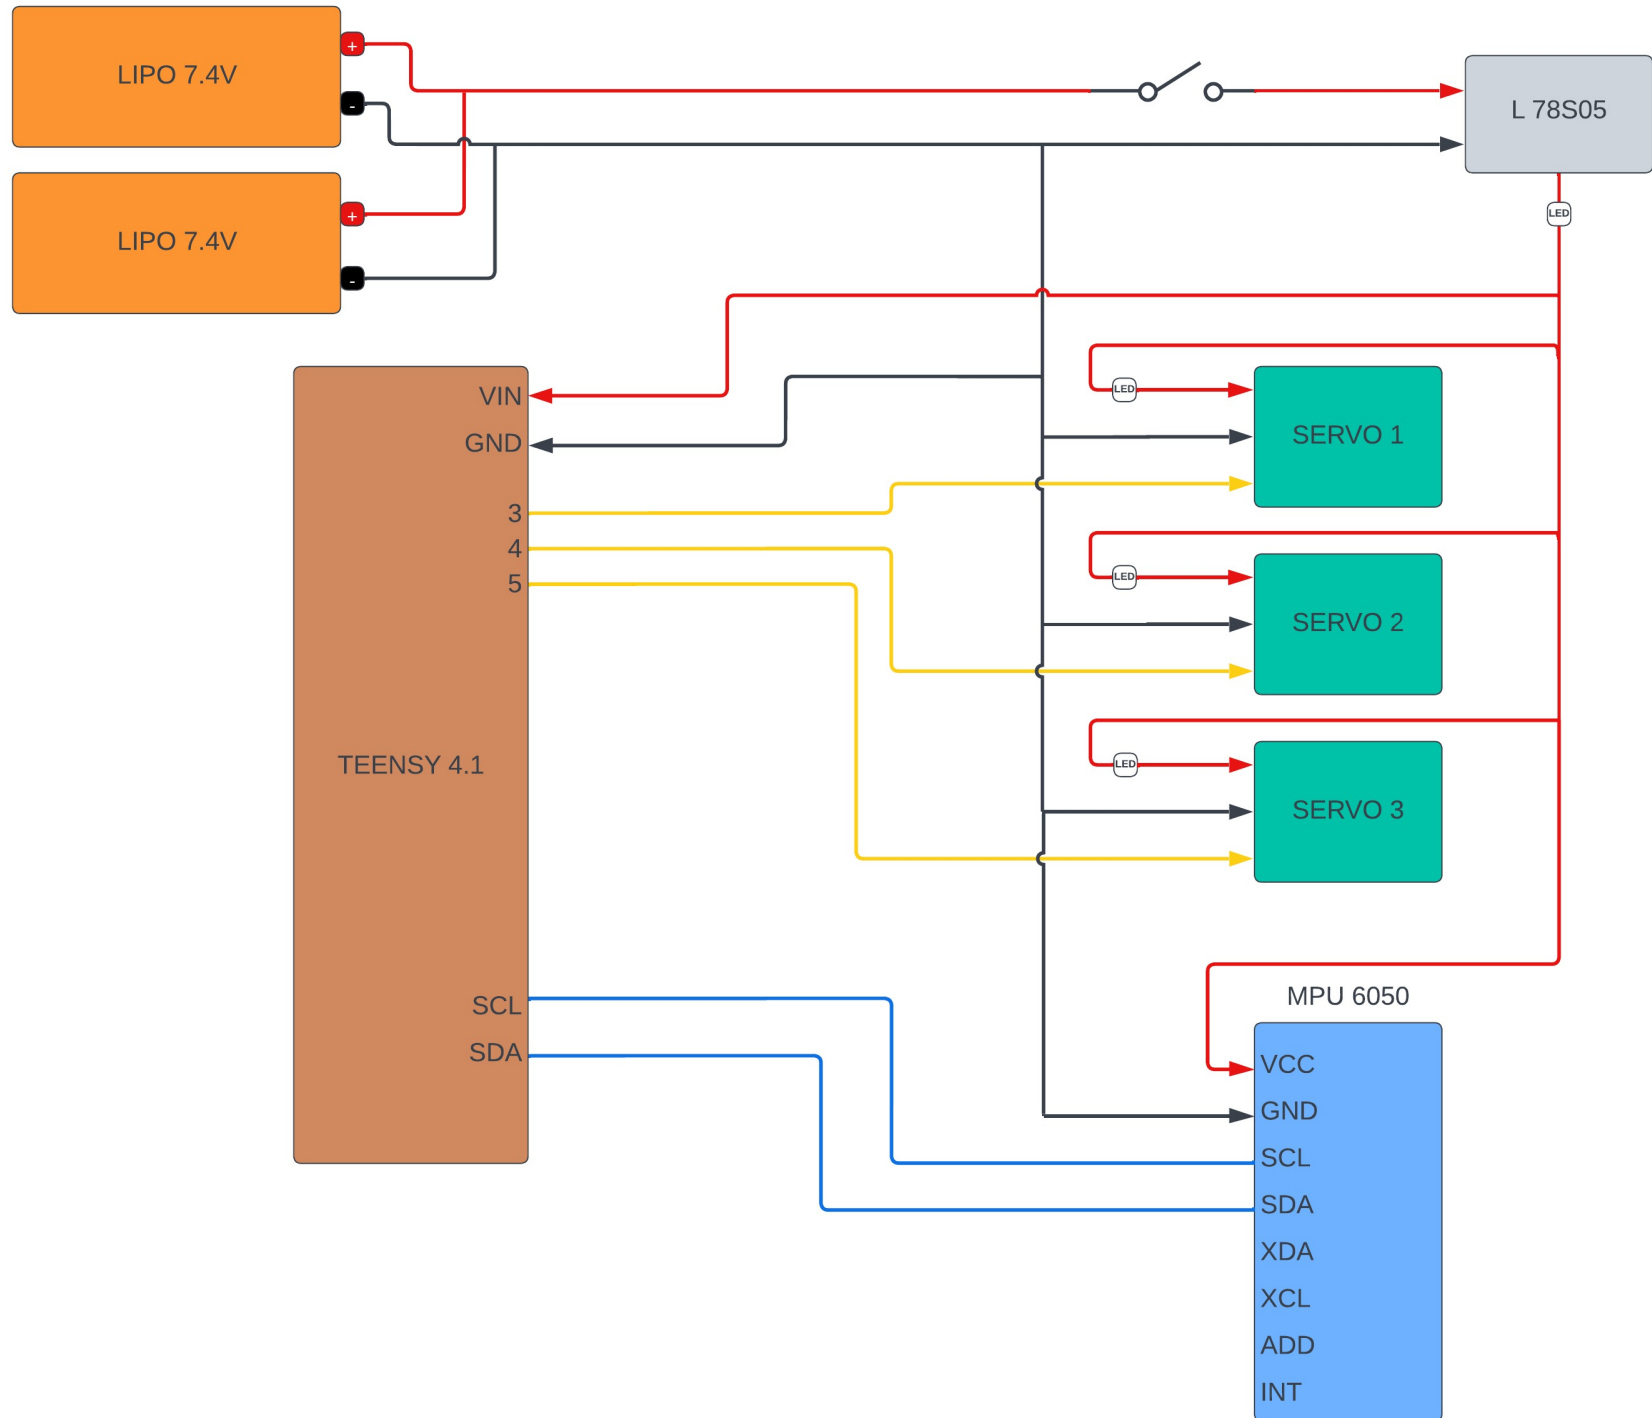 LIPO 7.4V
+
-
L 78S05
LED
LIPO 7.4V
+
-
TEENSY 4.1
VIN
GND
3
4
5
SCL
SDA
LED
SERVO 1
LED
SERVO 2
LED
SERVO 3
MPU 6050
VCC
GND
SCL
SDA
XDA
XCL
ADD
INT